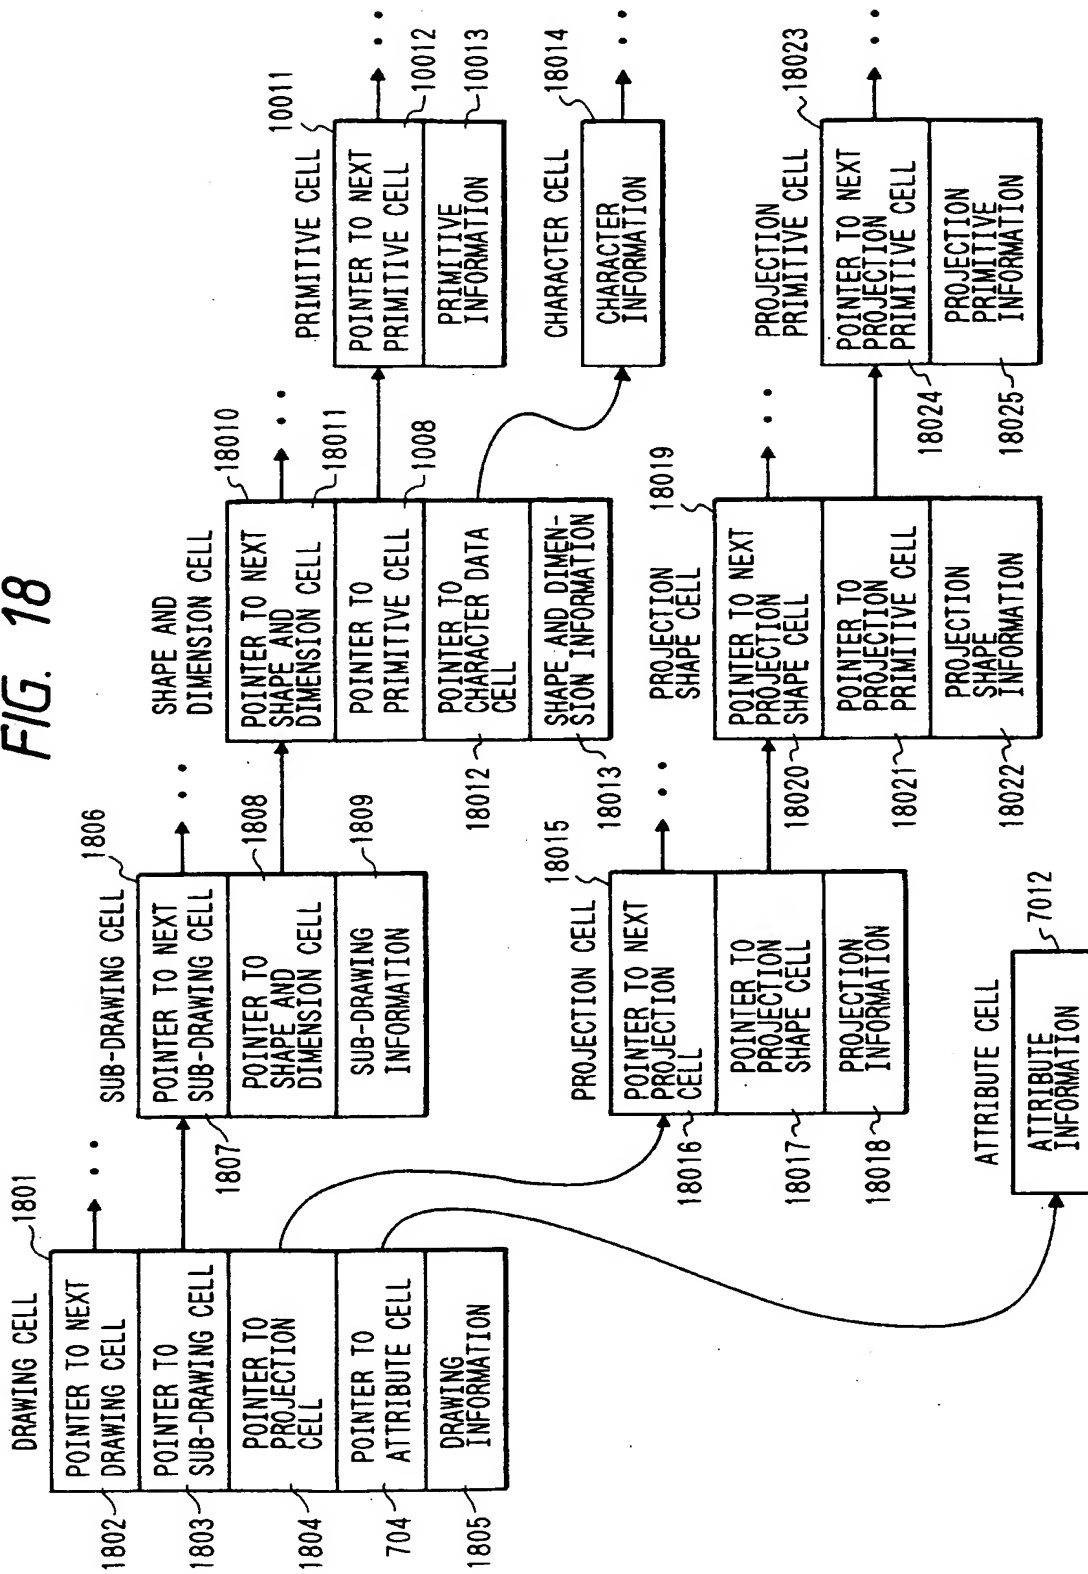 FIG. 18
DRAWING CELL
1801
POINTER TO NEXT
DRAWING CELL
1802
POINTER TO
SUB-DRAWING CELL
1803
POINTER TO
PROJECTION
CELL
1804
POINTER TO
ATTRIBUTE CELL
704
DRAWING
INFORMATION
1805
SUB-DRAWING CELL
1806
POINTER TO NEXT
SUB-DRAWING CELL
1807
POINTER TO
SHAPE AND
DIMENSION CELL
1808
SUB-DRAWING
INFORMATION
1809
SHAPE AND
DIMENSION CELL
18010
POINTER TO NEXT
SHAPE AND
DIMENSION CELL
18011
POINTER TO
PRIMITIVE CELL
1008
POINTER TO
CHARACTER DATA
CELL
18012
SHAPE AND DIMEN-
SION INFORMATION
18013
PRIMITIVE CELL
10011
POINTER TO NEXT
PRIMITIVE CELL
10012
PRIMITIVE
INFORMATION
10013
CHARACTER CELL
18014
CHARACTER
INFORMATION
PROJECTION CELL
18015
POINTER TO NEXT
PROJECTION
CELL
18016
POINTER TO
PROJECTION
SHAPE CELL
18017
PROJECTION
INFORMATION
18018
PROJECTION
SHAPE CELL
18019
POINTER TO NEXT
PROJECTION
SHAPE CELL
18020
POINTER TO
PROJECTION
PRIMITIVE CELL
18021
PROJECTION
SHAPE
INFORMATION
18022
PROJECTION
PRIMITIVE CELL
18023
POINTER TO NEXT
PROJECTION
PRIMITIVE CELL
18024
PROJECTION
PRIMITIVE
INFORMATION
18025
ATTRIBUTE CELL
7012
ATTRIBUTE
INFORMATION